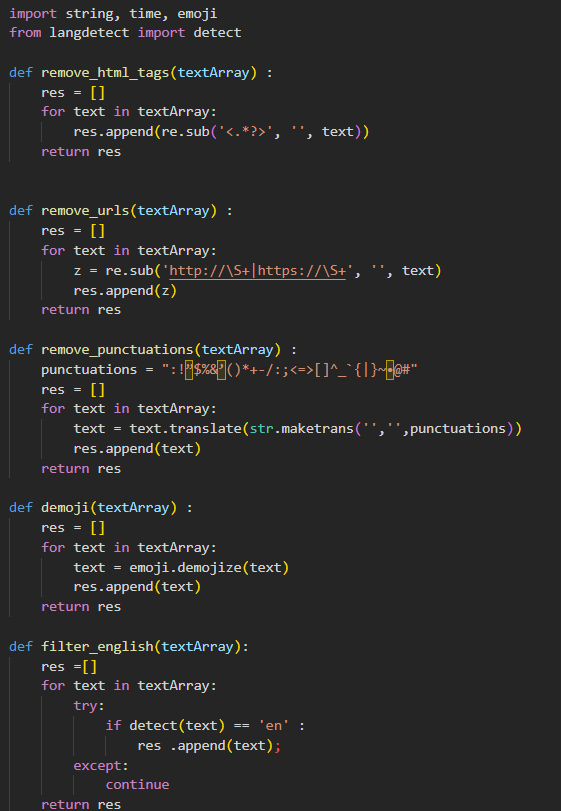 import string, time, emoji
from langdetect import detect
def remove_html_tags(textArray) :
    res = []
    for text in textArray:
        res.append(re.sub('<.*?>', '', text))
    return res
def remove_urls(textArray) :
    res = []
    for text in textArray:
        z = re.sub('http://\S+|https://\S+', '', text)
        res.append(z)
    return res
def remove_punctuations(textArray) :
    punctuations = ":!”$%&’()*+-/:;<=>[]^_`{|}~•@#"
    res = []
    for text in textArray:
        text = text.translate(str.maketrans('','',punctuations))
        res.append(text)
    return res
def demoji(textArray) :
    res = []
    for text in textArray:
        text = emoji.demojize(text)
        res.append(text)
    return res
def filter_english(textArray):
    res =[]
    for text in textArray:
        try:
            if detect(text) == 'en' :
                res .append(text);
        except:
            continue
    return res